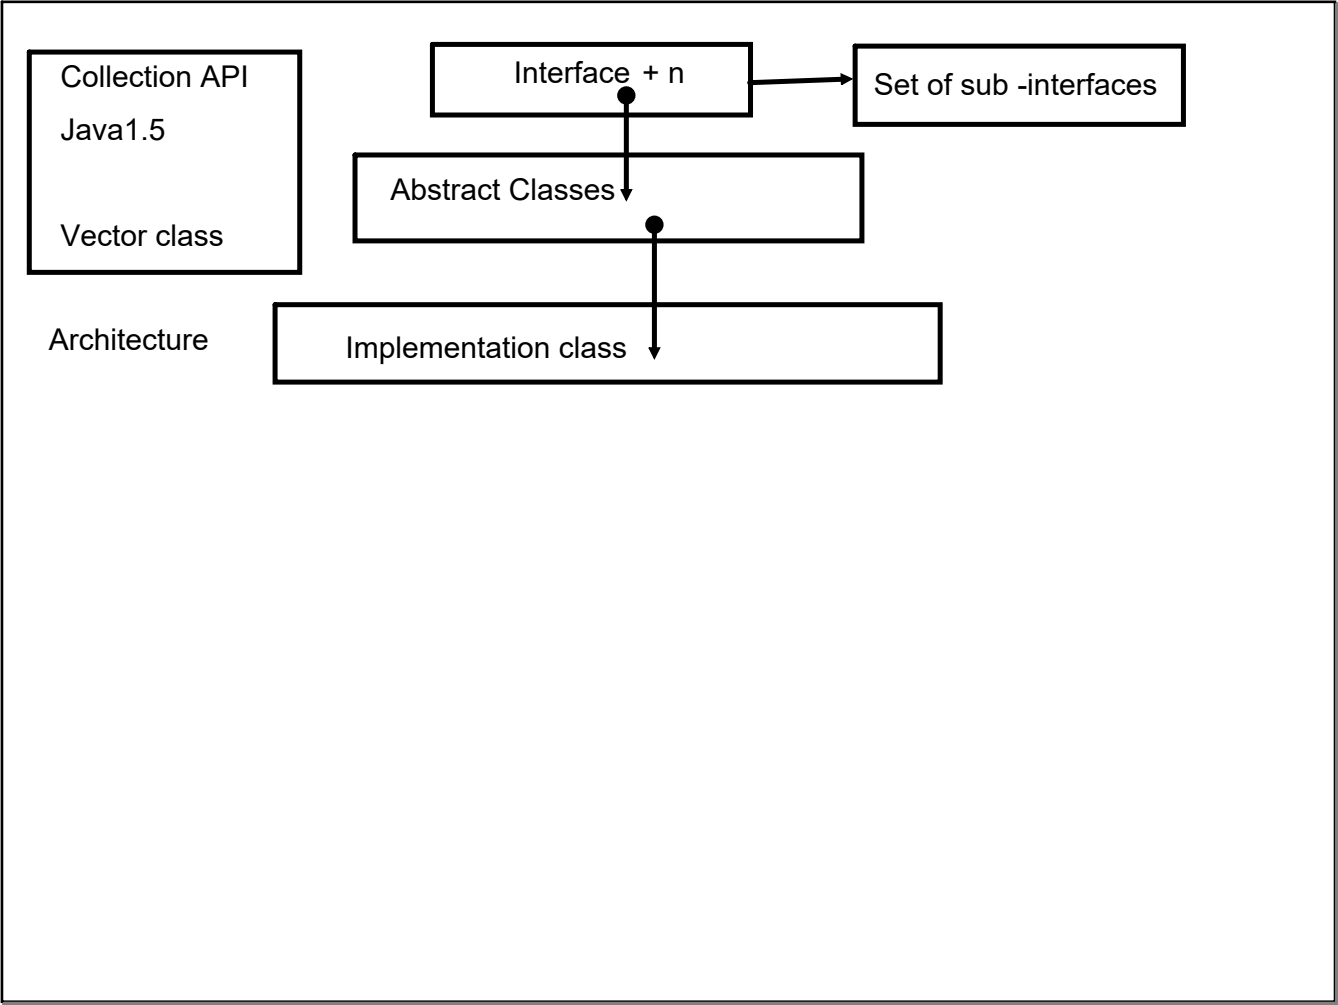 Collection API
Java1.5
Vector class
Interface + n
Set of sub -interfaces
Abstract Classes
Architecture
Implementation class